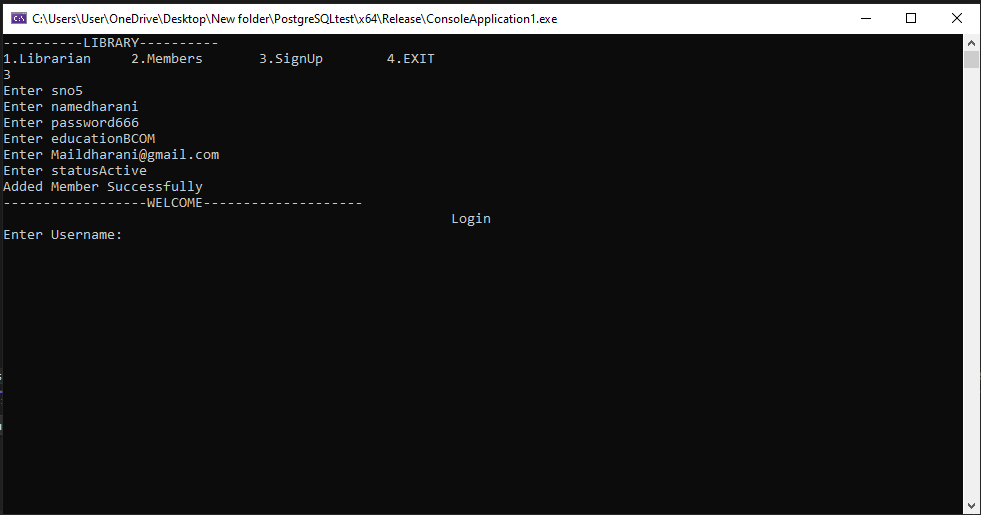 C:\Users\User\OneDrive\Desktop\New folder\PostgreSQLtest\x64\Release\ConsoleApplication1.exe
----------LIBRARY----------
1.Librarian     2.Members       3.SignUp        4.EXIT
3
Enter sno5
Enter namedharani
Enter password666
Enter educationBCOM
Enter Maildharani@gmail.com
Enter statusActive
Added Member Successfully
------------------WELCOME--------------------
Login
Enter Username: